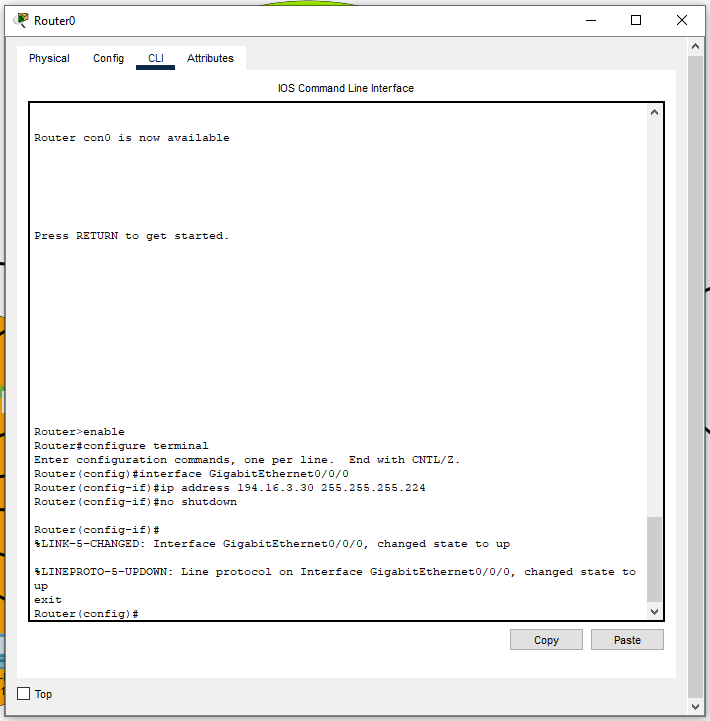 Router0
Physical Config CLI Attributes
IOS Command Line Interface
Router con0 is now available
Press RETURN to get started.
Router>enable
Router#configure terminal
Enter configuration commands, one per line.  End with CNTL/Z.
Router(config)#interface GigabitEthernet0/0/0
Router(config-if)#ip address 194.16.3.30 255.255.255.224
Router(config-if)#no shutdown
Router(config-if)#
%LINK-5-CHANGED: Interface GigabitEthernet0/0/0, changed state to up
%LINEPROTO-5-UPDOWN: Line protocol on Interface GigabitEthernet0/0/0, changed state to
up
exit
Router(config)#
Copy Paste
Top